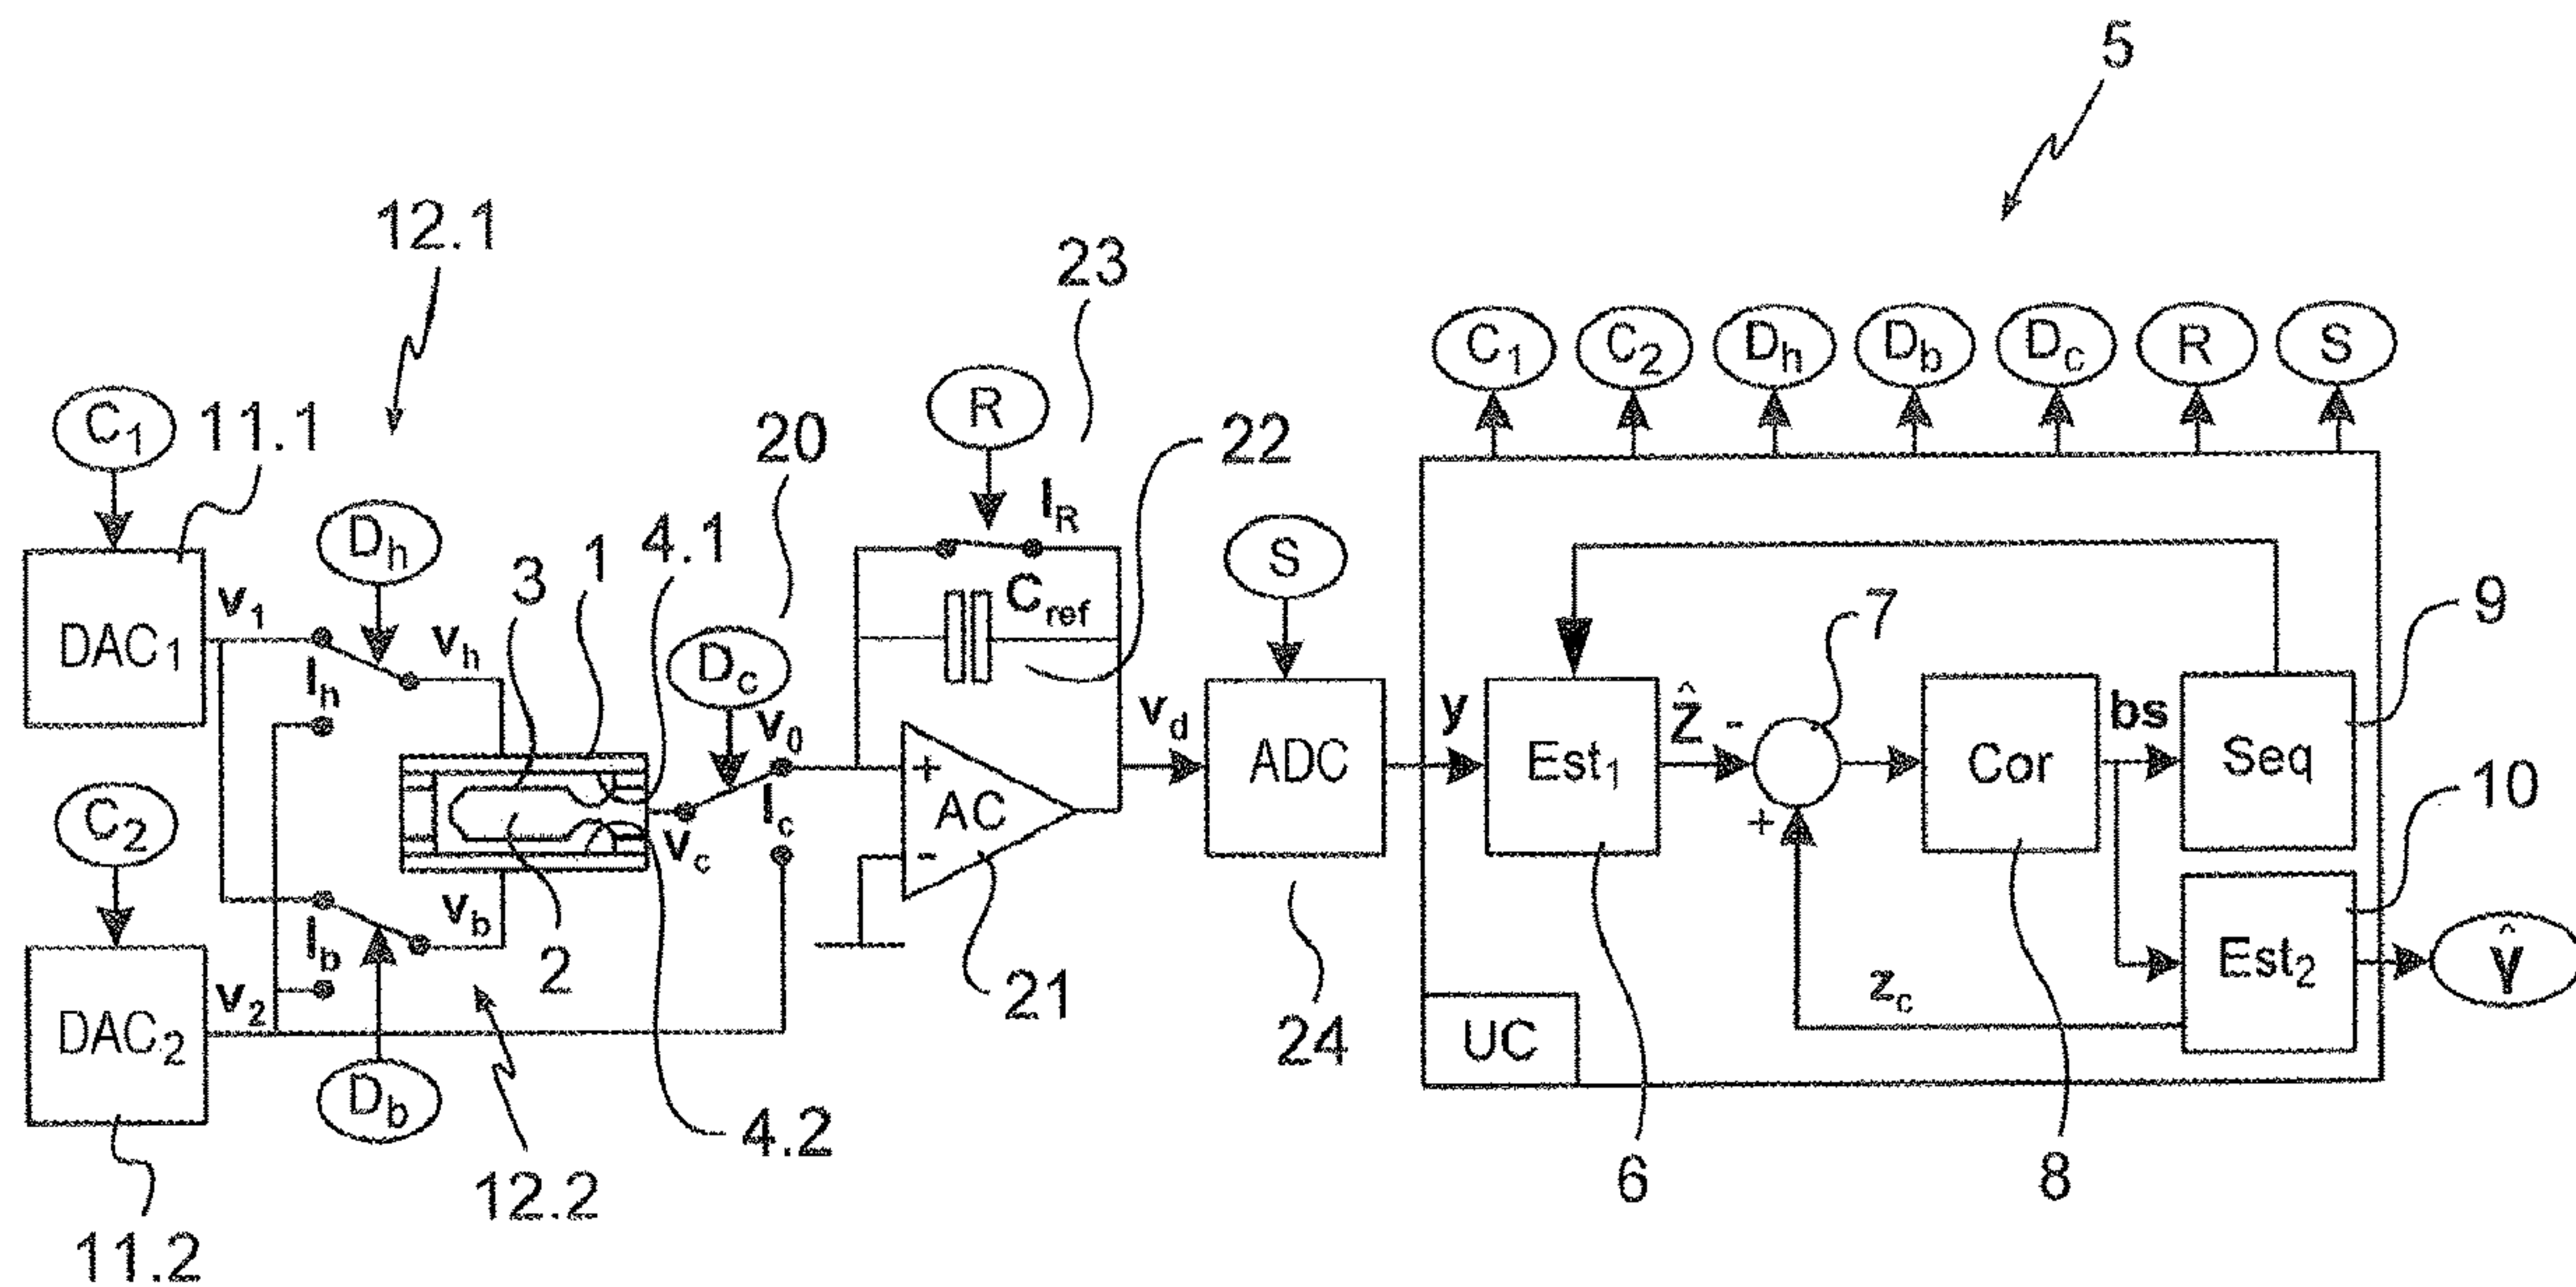 5
12.1
23
C1 C2 Dh Db Dc R S
C1
11.1
R
20
22
Dh
IR
3
1
4.1
S
DAC1
v1
vh
Ih
Dc
Cref
7
9
C2
v0
vd
ADC
y
Est1
ẑ
-
+
Cor
bs
Seq
+
AC
-
vc
Ic
10
Ib
vb
2
21
24
DAC2
v2
zc
Est2
γ̂
UC
Db
4.2
12.2
6
8
11.2